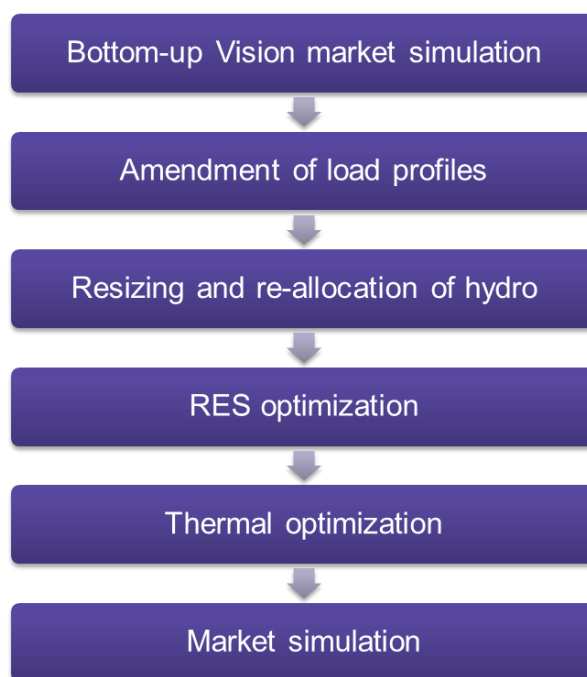 Bottom-up Vision market simulation
Amendment of load profiles
Resizing and re-allocation of hydro
RES optimization
Thermal optimization
Market simulation